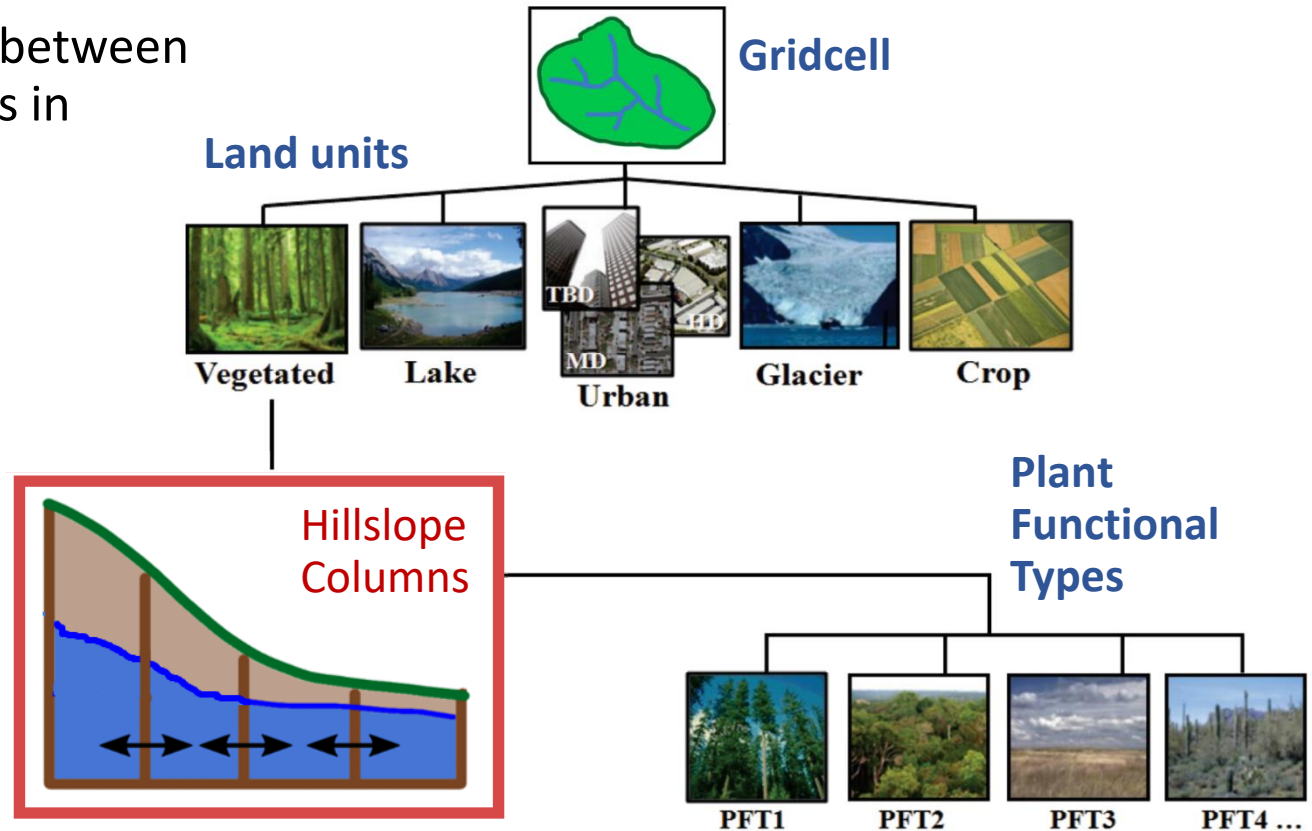 between
s in
Gridcell
Land units
TBD
HD
MD
Vegetated
Lake
Urban
Glacier
Crop
Hillslope
Columns
Plant
Functional
Types
PFT1
PFT2
PFT3
PFT4 ...